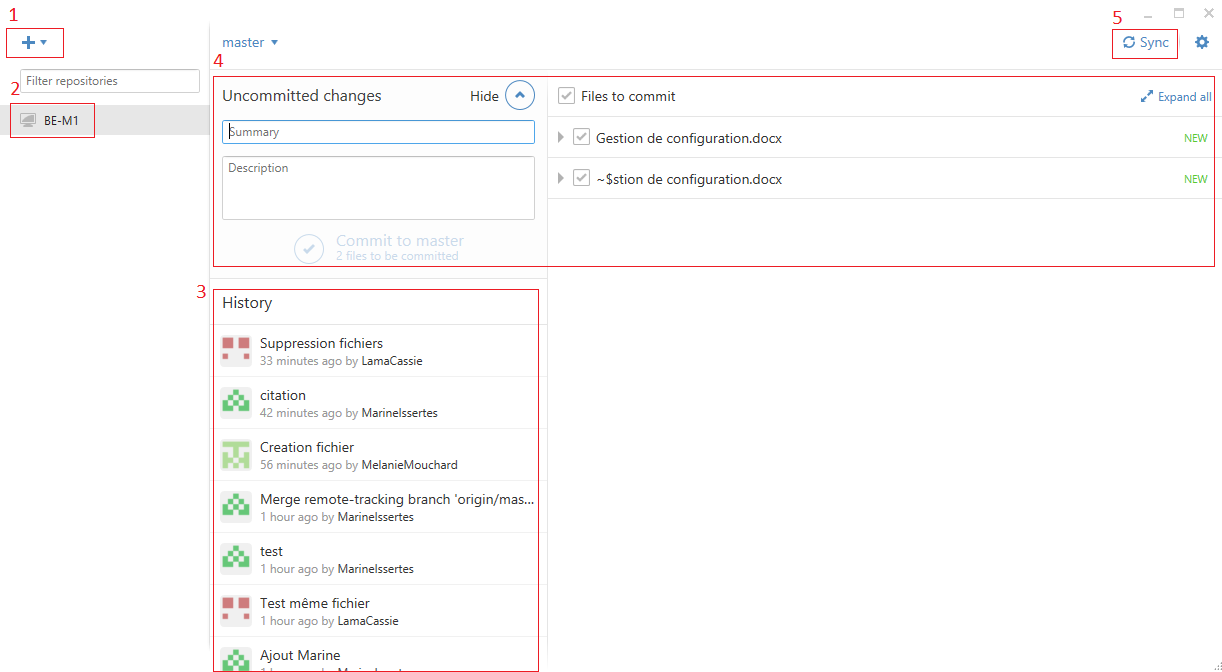 1
5
master
Sync
4
Filter repositories
2
BE-M1
Uncommitted changes
Hide
Files to commit
Expand all
Summary
Gestion de configuration.docx
NEW
Description
~$stion de configuration.docx
NEW
Commit to master
2 files to be committed
3
History
Suppression fichiers
33 minutes ago by LamaCassie
citation
42 minutes ago by MarineIssertes
Creation fichier
56 minutes ago by MelanieMouchard
Merge remote-tracking branch 'origin/mas...
1 hour ago by MarineIssertes
test
1 hour ago by MarineIssertes
Test même fichier
1 hour ago by LamaCassie
Ajout Marine